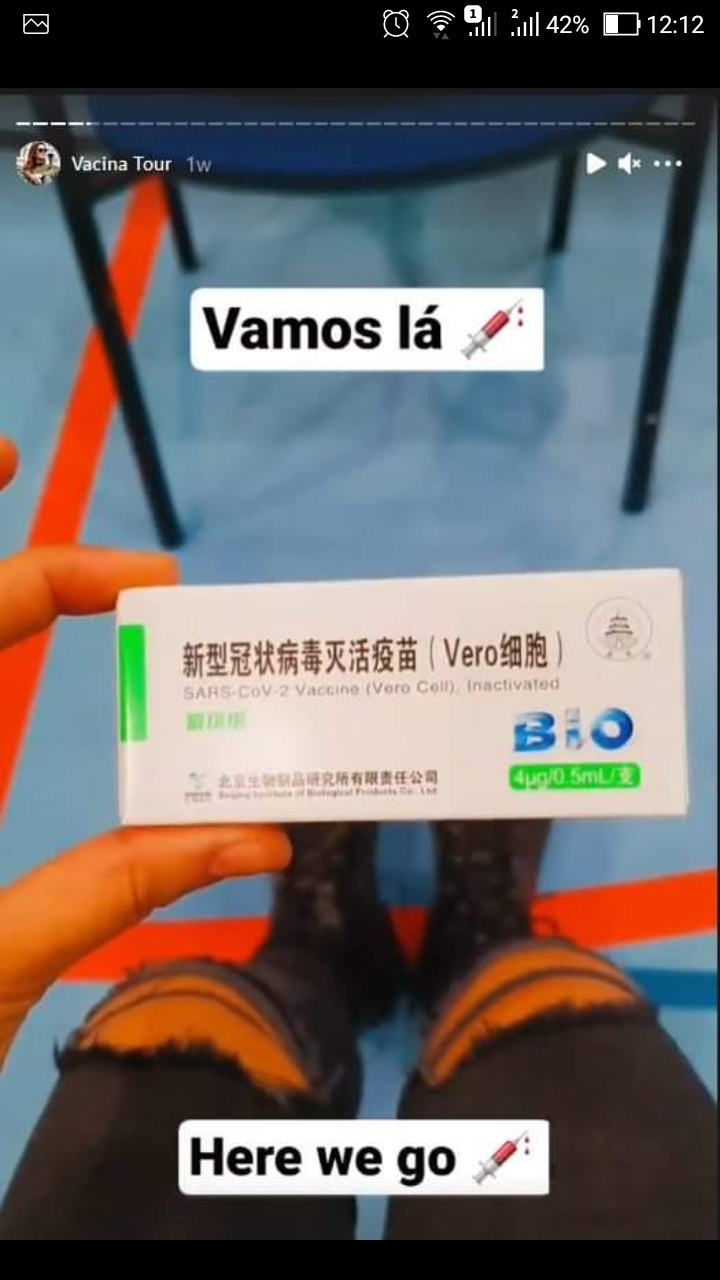 1
2
42%
12:12
Vacina Tour 1w
Vamos lá
新型冠状病毒灭活疫苗（Vero细胞）
SARS-CoV-2 Vaccine (Vero Cell), Inactivated
BiO
4μg/0.5mL/支
北京生物制品研究所有限责任公司
Beijing Institute of Biological Products Co., Ltd
Here we go